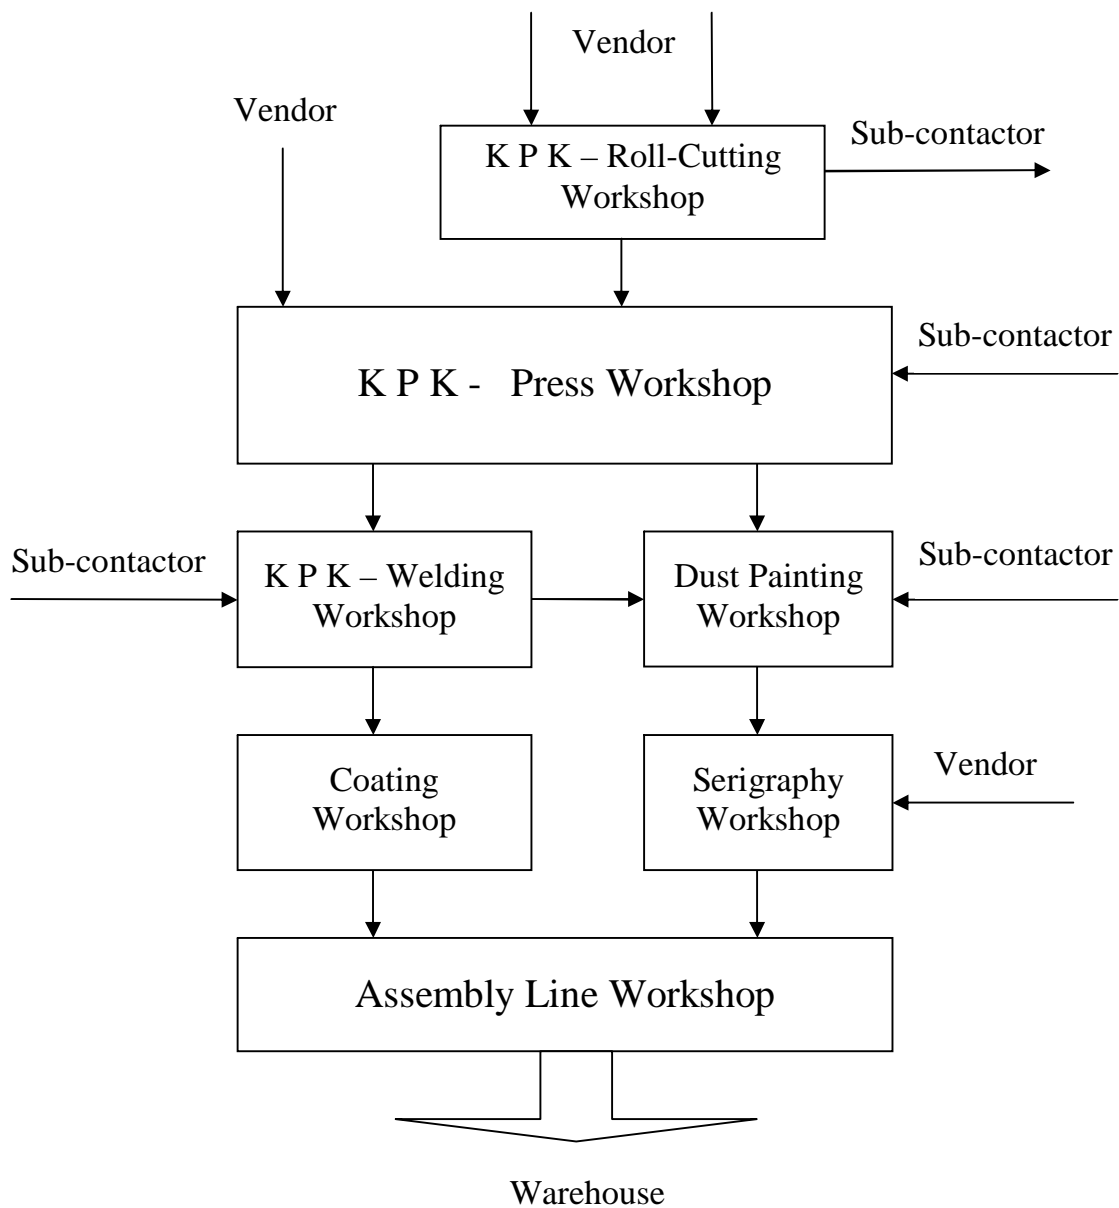 Vendor
Vendor
Sub-contactor
K P K – Roll-Cutting
Workshop
Sub-contactor
K P K -   Press Workshop
Sub-contactor
K P K – Welding
Workshop
Dust Painting
Workshop
Sub-contactor
Coating
Workshop
Serigraphy
Workshop
Vendor
Assembly Line Workshop
Warehouse